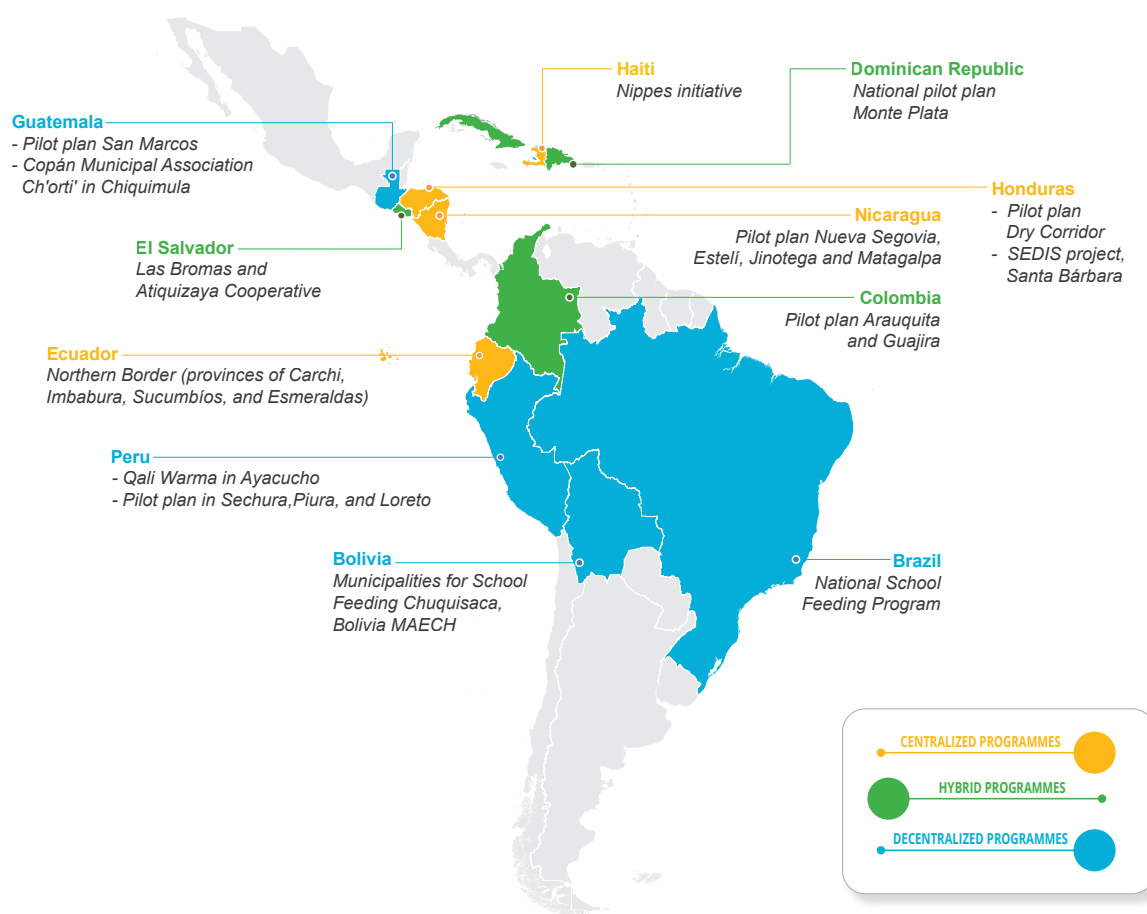 Haiti
Nippes initiative
Dominican Republic
National pilot plan
Monte Plata
Guatemala
- Pilot plan San Marcos
- Copán Municipal Association
Ch'orti' in Chiquimula
Honduras
- Pilot plan
Dry Corridor
- SEDIS project,
Santa Bárbara
Nicaragua
Pilot plan Nueva Segovia,
Estelí, Jinotega and Matagalpa
El Salvador
Las Bromas and
Atiquizaya Cooperative
Colombia
Pilot plan Arauquita
and Guajira
Ecuador
Northern Border (provinces of Carchi,
Imbabura, Sucumbíos, and Esmeraldas)
Peru
- Qali Warma in Ayacucho
- Pilot plan in Sechura,Piura, and Loreto
Bolivia
Municipalities for School
Feeding Chuquisaca,
Bolivia MAECH
Brazil
National School
Feeding Program
CENTRALIZED PROGRAMMES
HYBRID PROGRAMMES
DECENTRALIZED PROGRAMMES